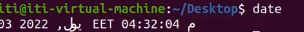 iti@iti-virtual-machine:~/Desktop$ date
م 04:32:04 EET 2022 يول, 03